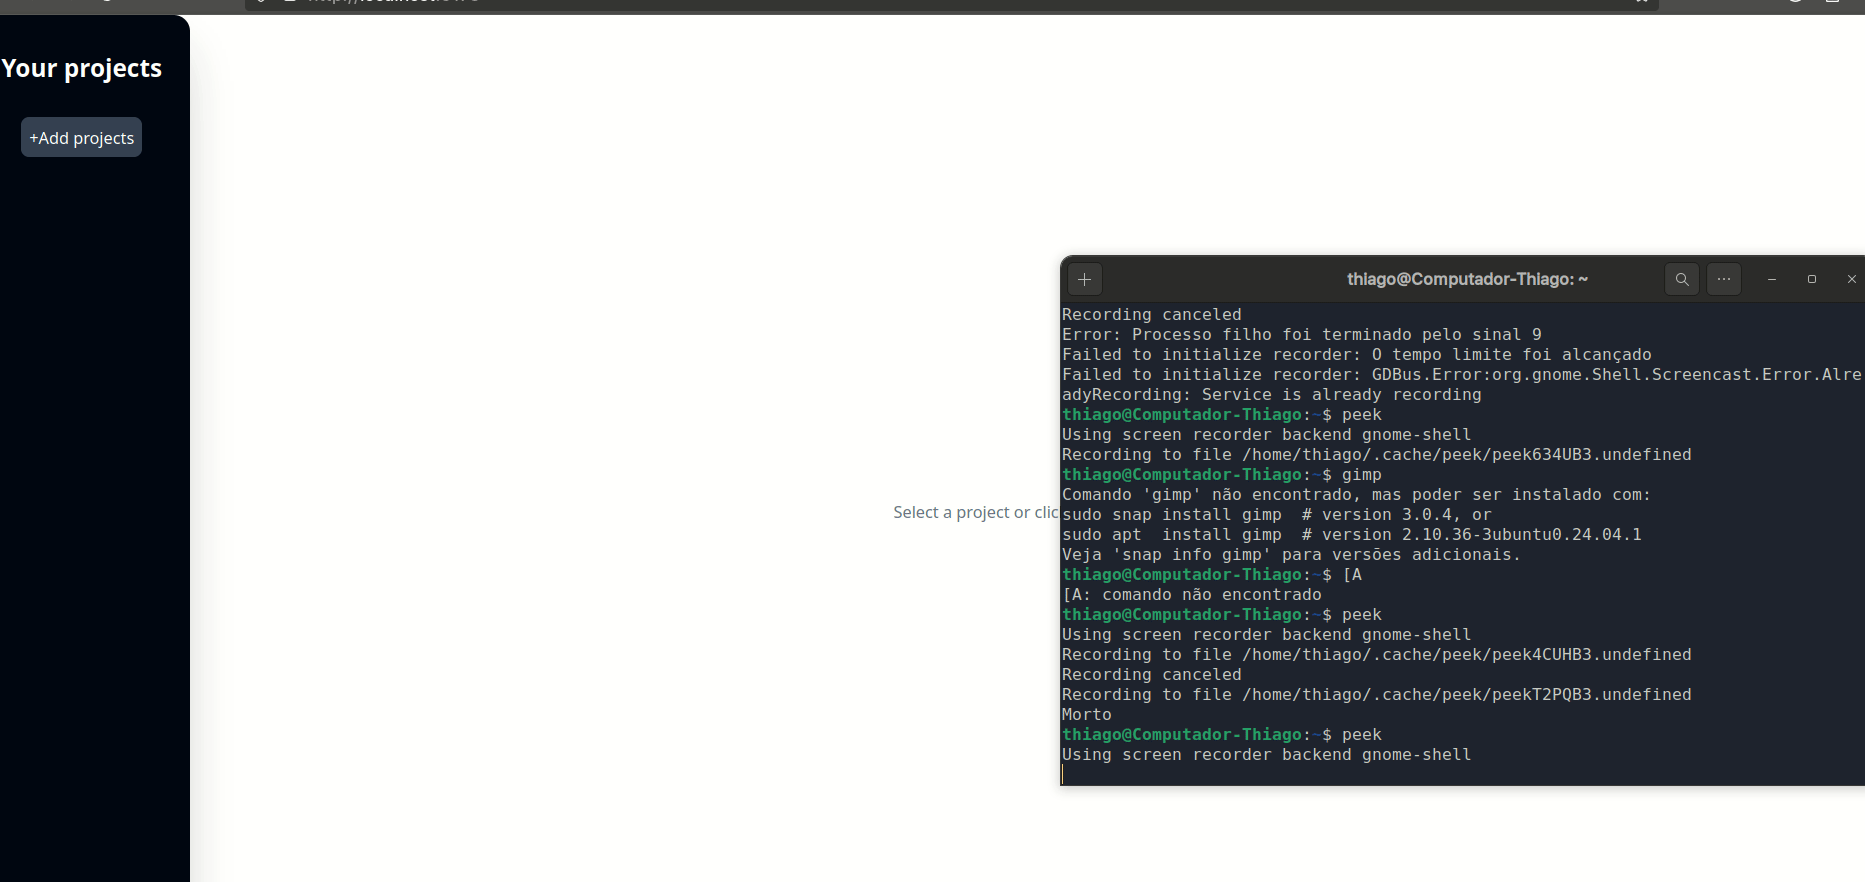 Your projects
+Add projects
Select a project or clic
thiago@Computador-Thiago: ~
Recording canceled
Error: Processo filho foi terminado pelo sinal 9
Failed to initialize recorder: O tempo limite foi alcançado
Failed to initialize recorder: GDBus.Error:org.gnome.Shell.Screencast.Error.Alre
adyRecording: Service is already recording
thiago@Computador-Thiago:~$ peek
Using screen recorder backend gnome-shell
Recording to file /home/thiago/.cache/peek/peek634UB3.undefined
thiago@Computador-Thiago:~$ gimp
Comando 'gimp' não encontrado, mas poder ser instalado com:
sudo snap install gimp  # version 3.0.4, or
sudo apt  install gimp  # version 2.10.36-3ubuntu0.24.04.1
Veja 'snap info gimp' para versões adicionais.
thiago@Computador-Thiago:~$ [A
[A: comando não encontrado
thiago@Computador-Thiago:~$ peek
Using screen recorder backend gnome-shell
Recording to file /home/thiago/.cache/peek/peek4CUHB3.undefined
Recording canceled
Recording to file /home/thiago/.cache/peek/peekT2PQB3.undefined
Morto
thiago@Computador-Thiago:~$ peek
Using screen recorder backend gnome-shell